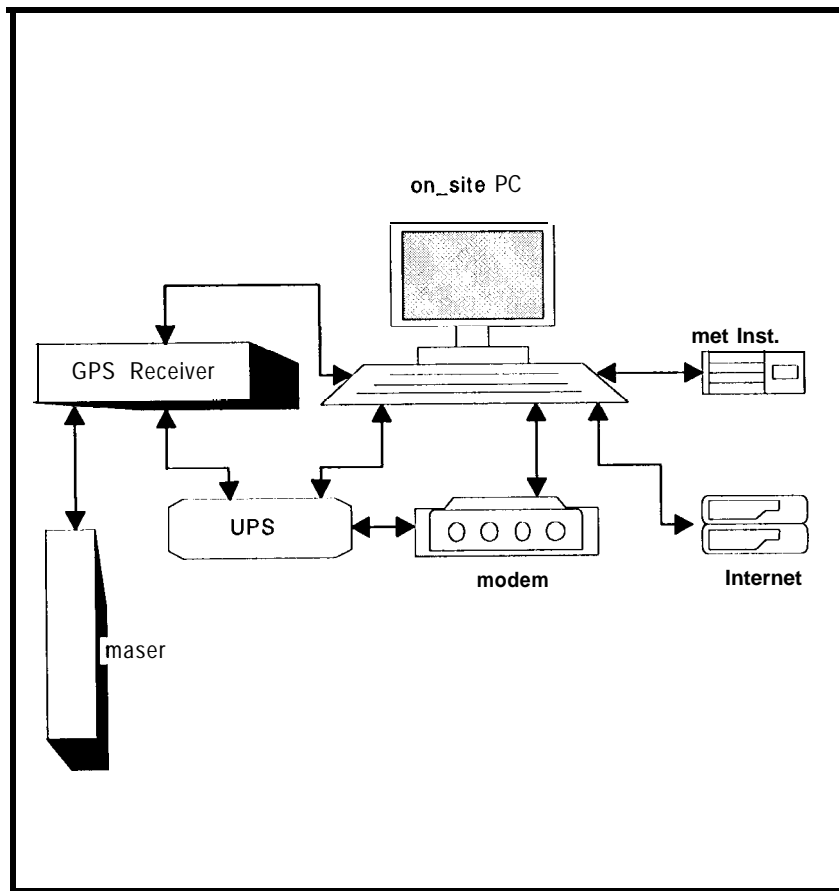 on_site PC
met Inst.
GPS Receiver
UPS
modem
Internet
maser